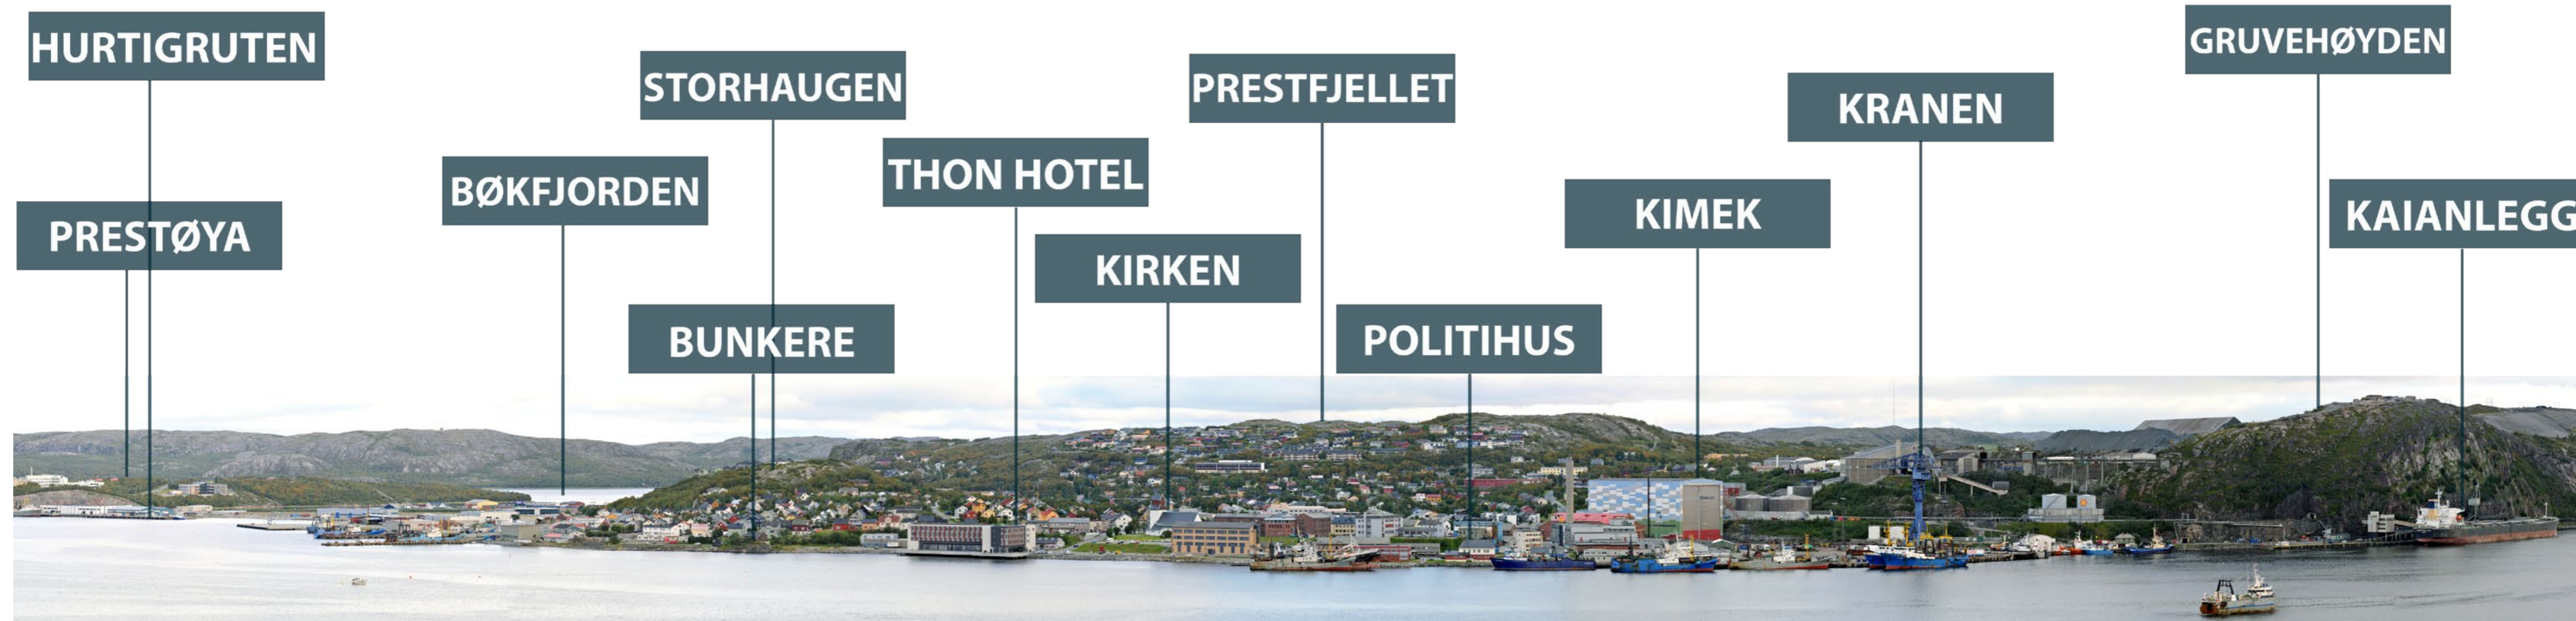 HURTIGRUTEN
PRESTØYA
BØKFJORDEN
STORHAUGEN
BUNKERE
THON HOTEL
KIRKEN
PRESTFJELLET
POLITIHUS
KIMEK
KRANEN
GRUVEHØYDEN
KAIANLEGG